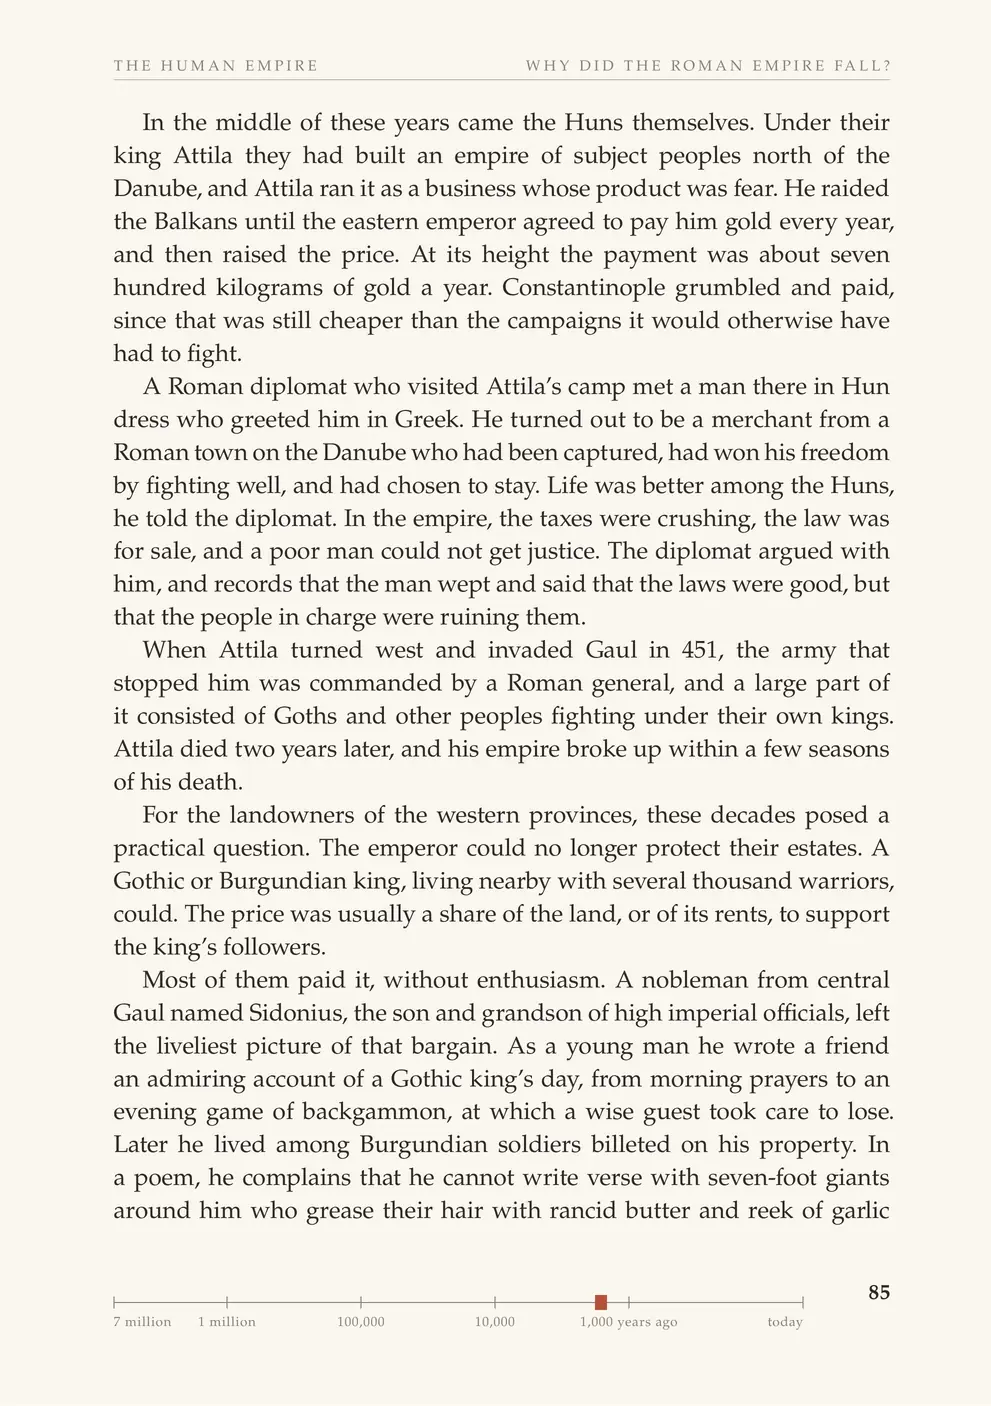 THE HUMAN EMPIRE
WHY DID THE ROMAN EMPIRE FALL?
In the middle of these years came the Huns themselves. Under their
king Attila they had built an empire of subject peoples north of the
Danube, and Attila ran it as a business whose product was fear. He raided
the Balkans until the eastern emperor agreed to pay him gold every year,
and then raised the price. At its height the payment was about seven
hundred kilograms of gold a year. Constantinople grumbled and paid,
since that was still cheaper than the campaigns it would otherwise have
had to fight.
A Roman diplomat who visited Attila’s camp met a man there in Hun
dress who greeted him in Greek. He turned out to be a merchant from a
Roman town on the Danube who had been captured, had won his freedom
by fighting well, and had chosen to stay. Life was better among the Huns,
he told the diplomat. In the empire, the taxes were crushing, the law was
for sale, and a poor man could not get justice. The diplomat argued with
him, and records that the man wept and said that the laws were good, but
that the people in charge were ruining them.
When Attila turned west and invaded Gaul in 451, the army that
stopped him was commanded by a Roman general, and a large part of
it consisted of Goths and other peoples fighting under their own kings.
Attila died two years later, and his empire broke up within a few seasons
of his death.
For the landowners of the western provinces, these decades posed a
practical question. The emperor could no longer protect their estates. A
Gothic or Burgundian king, living nearby with several thousand warriors,
could. The price was usually a share of the land, or of its rents, to support
the king’s followers.
Most of them paid it, without enthusiasm. A nobleman from central
Gaul named Sidonius, the son and grandson of high imperial officials, left
the liveliest picture of that bargain. As a young man he wrote a friend
an admiring account of a Gothic king’s day, from morning prayers to an
evening game of backgammon, at which a wise guest took care to lose.
Later he lived among Burgundian soldiers billeted on his property. In
a poem, he complains that he cannot write verse with seven-foot giants
around him who grease their hair with rancid butter and reek of garlic
85
7 million 1 million 100,000 10,000 1,000 years ago today